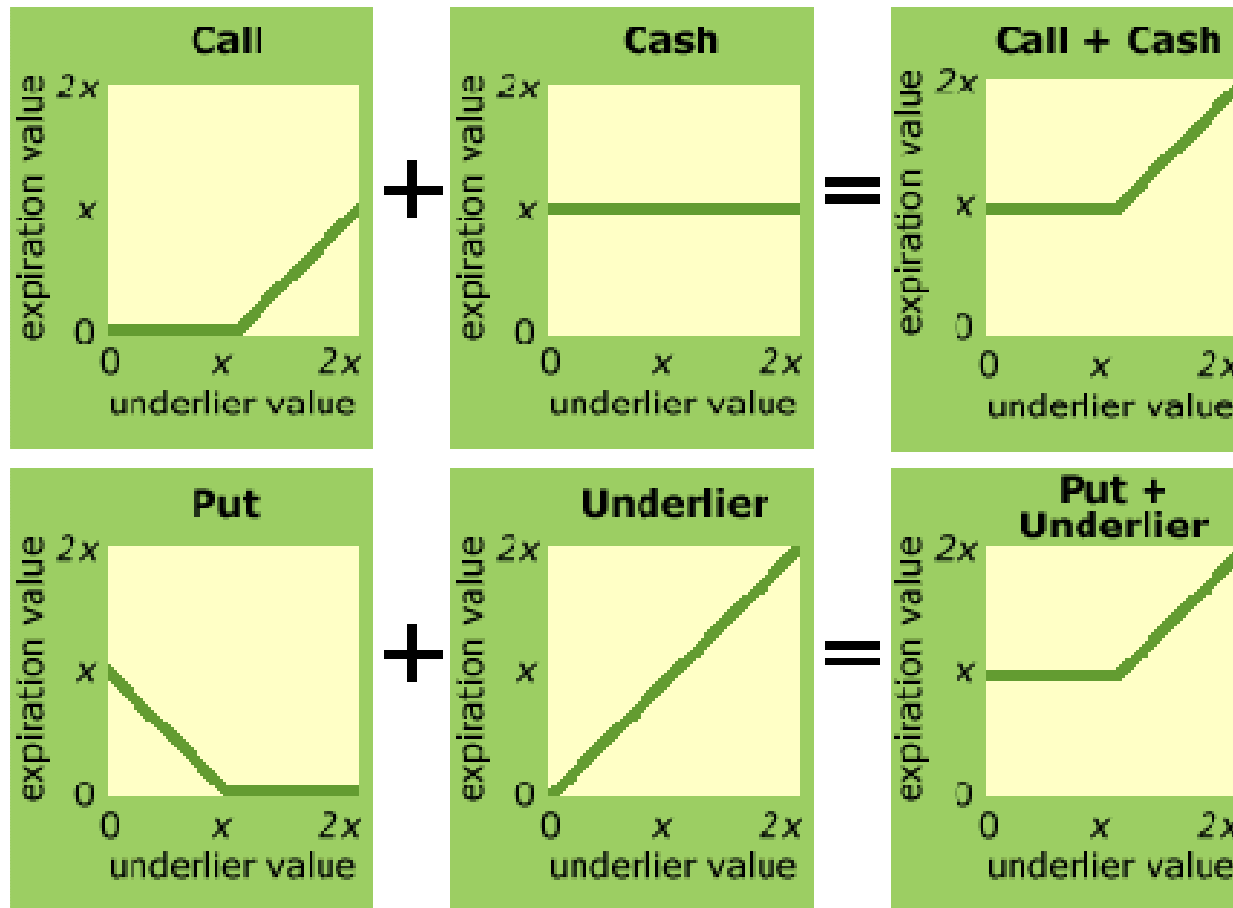 Call
expiration value
2x
x
0
0 x 2x
underlier value
+
Cash
expiration value
2x
x
0
0 x 2x
underlier value
=
Call + Cash
expiration value
2x
x
0
0 x 2x
underlier value
Put
expiration value
2x
x
0
0 x 2x
underlier value
+
Underlier
expiration value
2x
x
0
0 x 2x
underlier value
=
Put +
Underlier
expiration value
2x
x
0
0 x 2x
underlier value